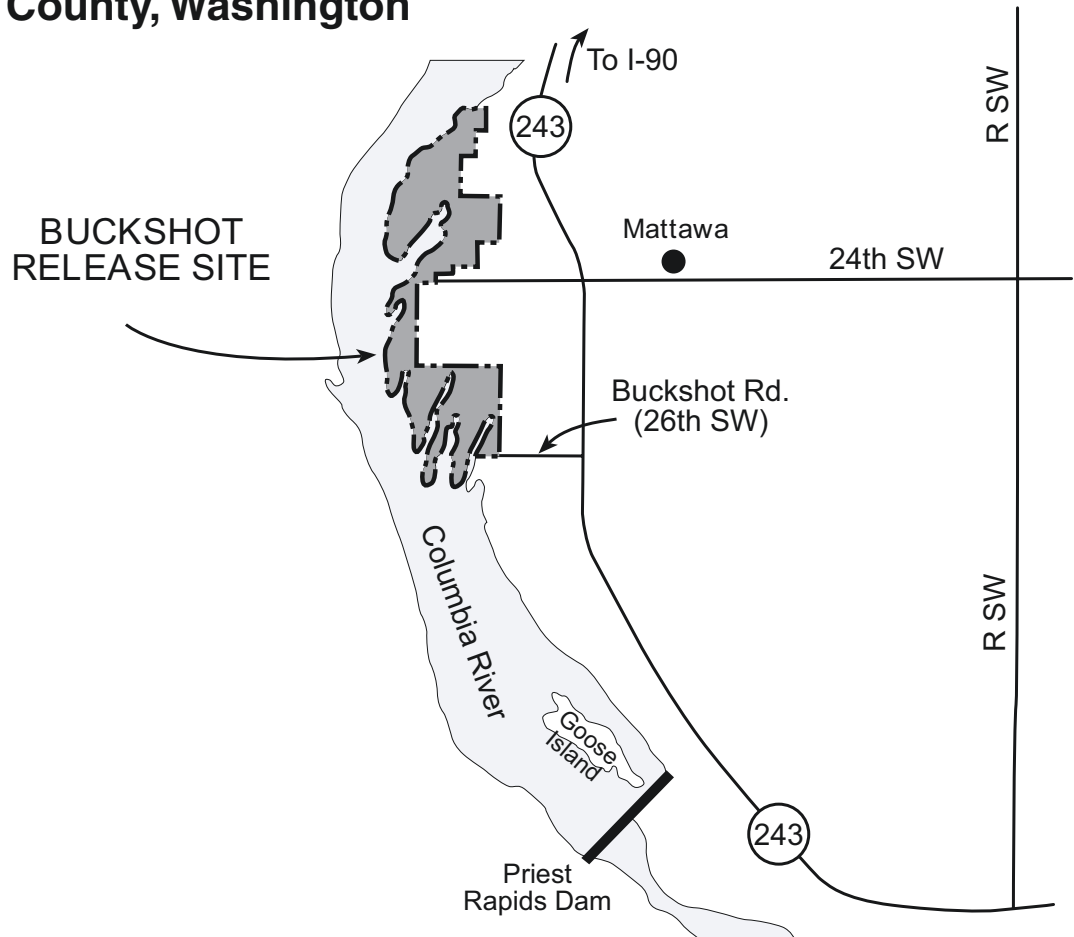 County, Washington
To I-90
243
R SW
BUCKSHOT
RELEASE SITE
Mattawa
24th SW
Buckshot Rd.
(26th SW)
Columbia River
R SW
Goose
Island
243
Priest
Rapids Dam